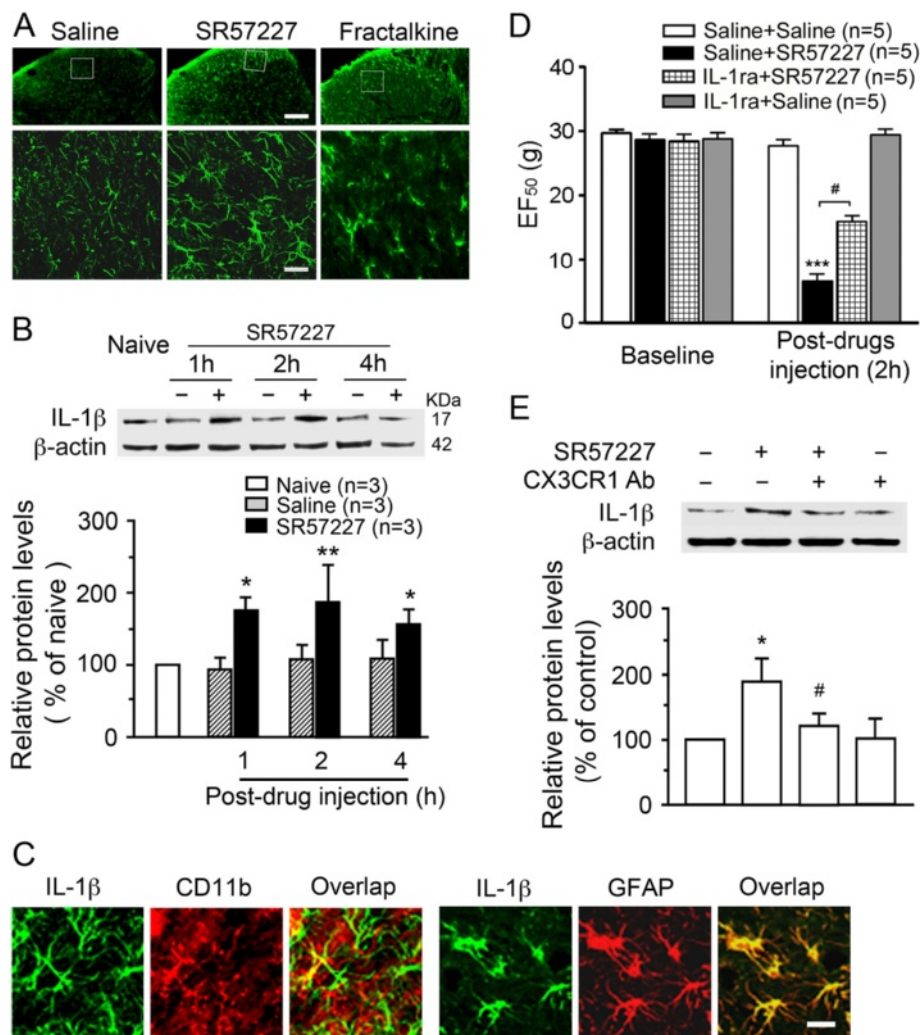 A
Saline SR57227 Fractalkine
B
SR57227
Naive
1h 2h 4h
– + – + – + KDa
IL-1β 17
β-actin 42
Naive (n=3)
Saline (n=3)
SR57227 (n=3)
Relative protein levels
( % of naive )
300
200
100
0
* ** *
1 2 4
Post-drug injection (h)
C
IL-1β CD11b Overlap IL-1β GFAP Overlap
D
Saline+Saline (n=5)
Saline+SR57227 (n=5)
IL-1ra+SR57227 (n=5)
IL-1ra+Saline (n=5)
EF50 (g)
40
30
20
10
0
#
***
Baseline
Post-drugs
injection (2h)
E
SR57227 – + + –
CX3CR1 Ab – – + +
IL-1β
β-actin
Relative protein levels
(% of control)
300
200
100
0
* #